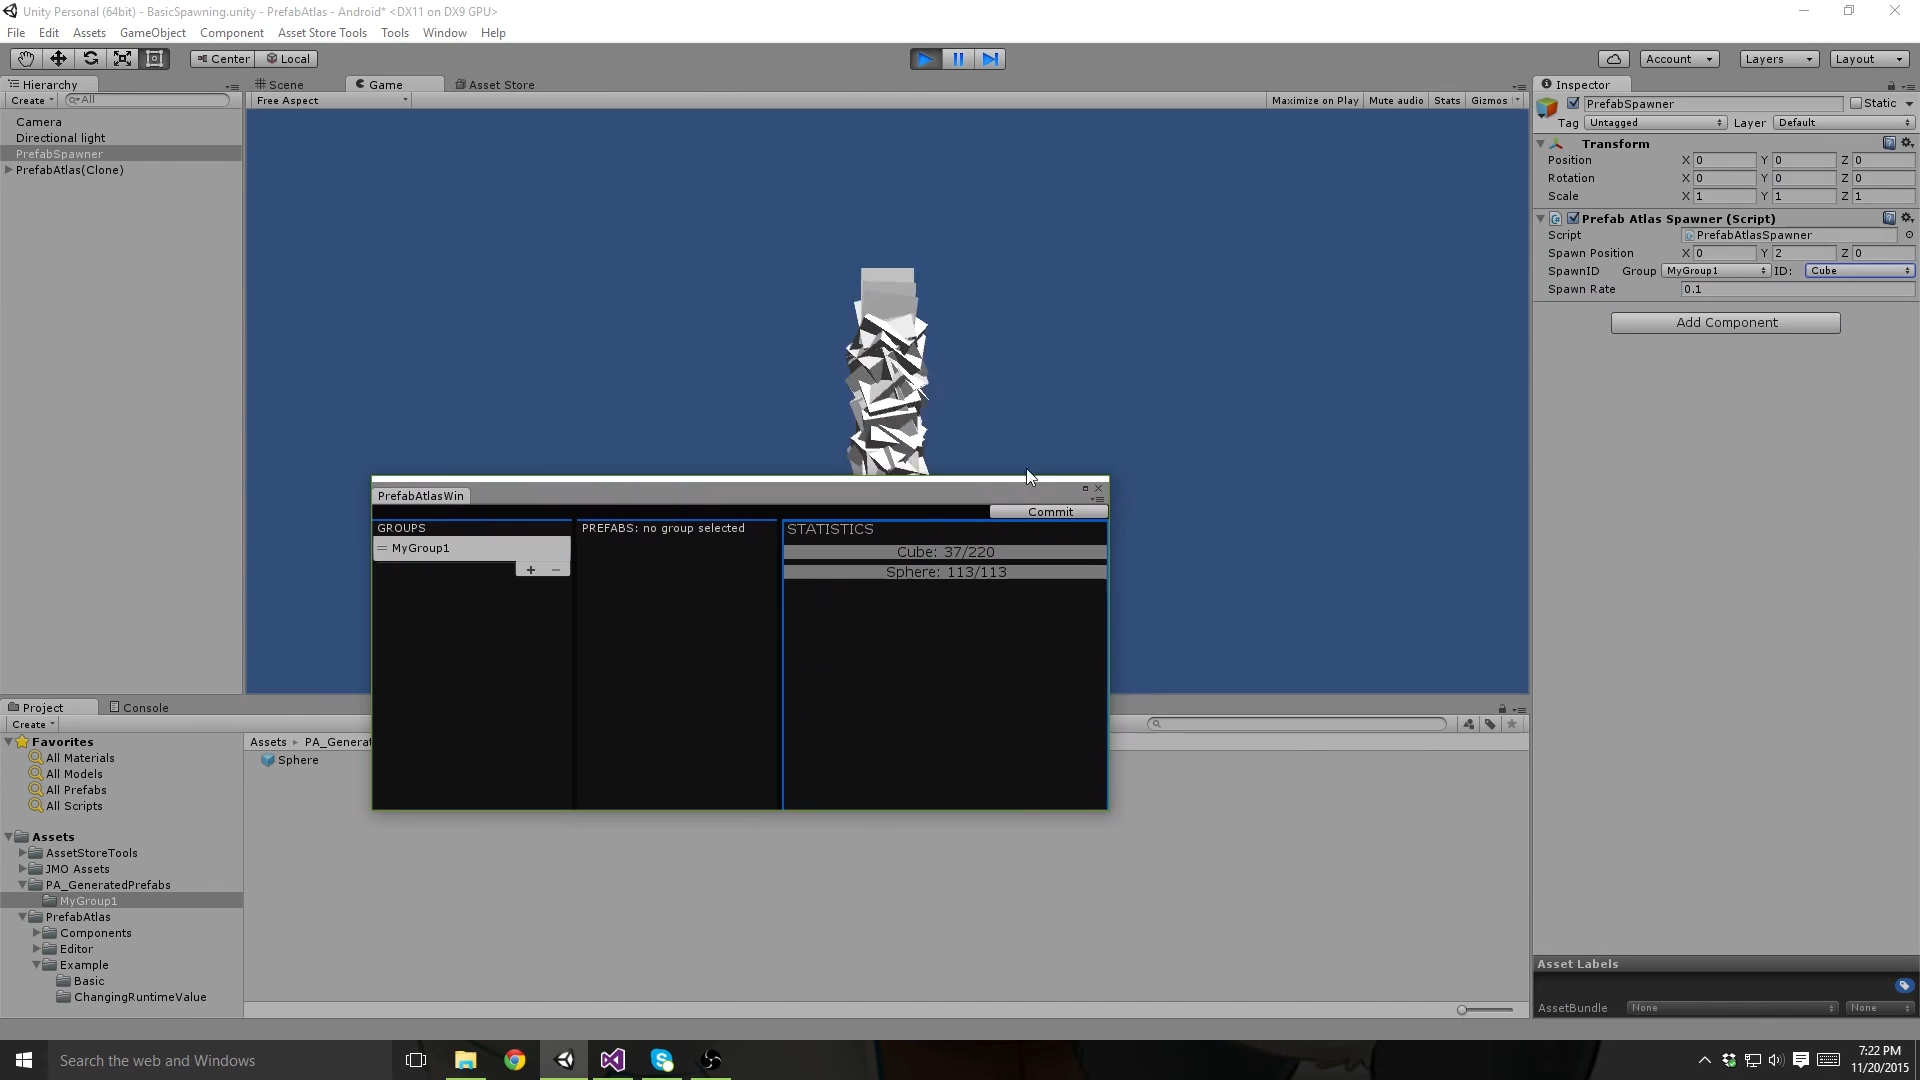 Unity Personal (64bit) - BasicSpawning.unity - PrefabAtlas - Android* <DX11 on DX9 GPU>
File Edit Assets GameObject Component Asset Store Tools Tools Window Help
Center Local Account Layers Layout
Hierarchy Scene Game Asset Store Inspector
Create All Free Aspect Maximize on Play Mute audio Stats Gizmos PrefabSpawner Static
Camera Tag Untagged Layer Default
Directional light
PrefabSpawner
PrefabAtlas(Clone)
Transform
Position X 0 Y 0 Z 0
Rotation X 0 Y 0 Z 0
Scale X 1 Y 1 Z 1
Prefab Atlas Spawner (Script)
Script PrefabAtlasSpawner
Spawn Position X 0 Y 2 Z 0
SpawnID Group MyGroup1 ID: Cube
Spawn Rate 0.1
Add Component
PrefabAtlasWin
Commit
GROUPS PREFABS: no group selected STATISTICS
MyGroup1
Cube: 37/220
+ − Sphere: 113/113
Project Console
Create
Favorites Assets PA_Generat
All Materials Sphere
All Models
All Prefabs
All Scripts
Assets
AssetStoreTools
JMO Assets
PA_GeneratedPrefabs
MyGroup1
PrefabAtlas
Components
Editor
Example
Basic
ChangingRuntimeValue
Asset Labels
AssetBundle None None
Search the web and Windows
7:22 PM
11/20/2015